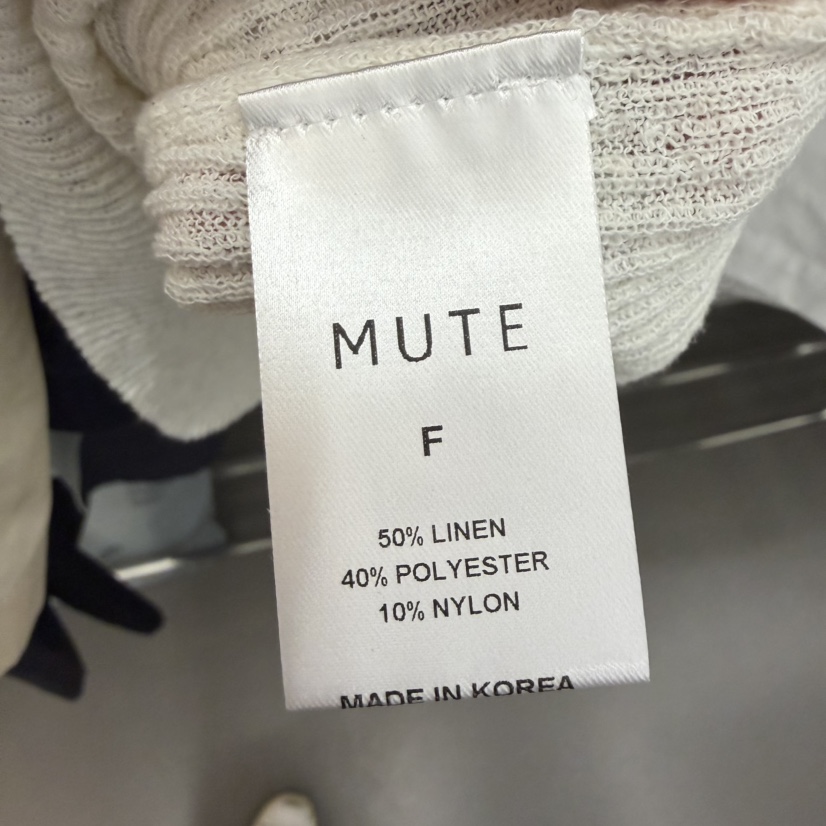 MUTE
F
50% LINEN
40% POLYESTER
10% NYLON
MADE IN KOREA